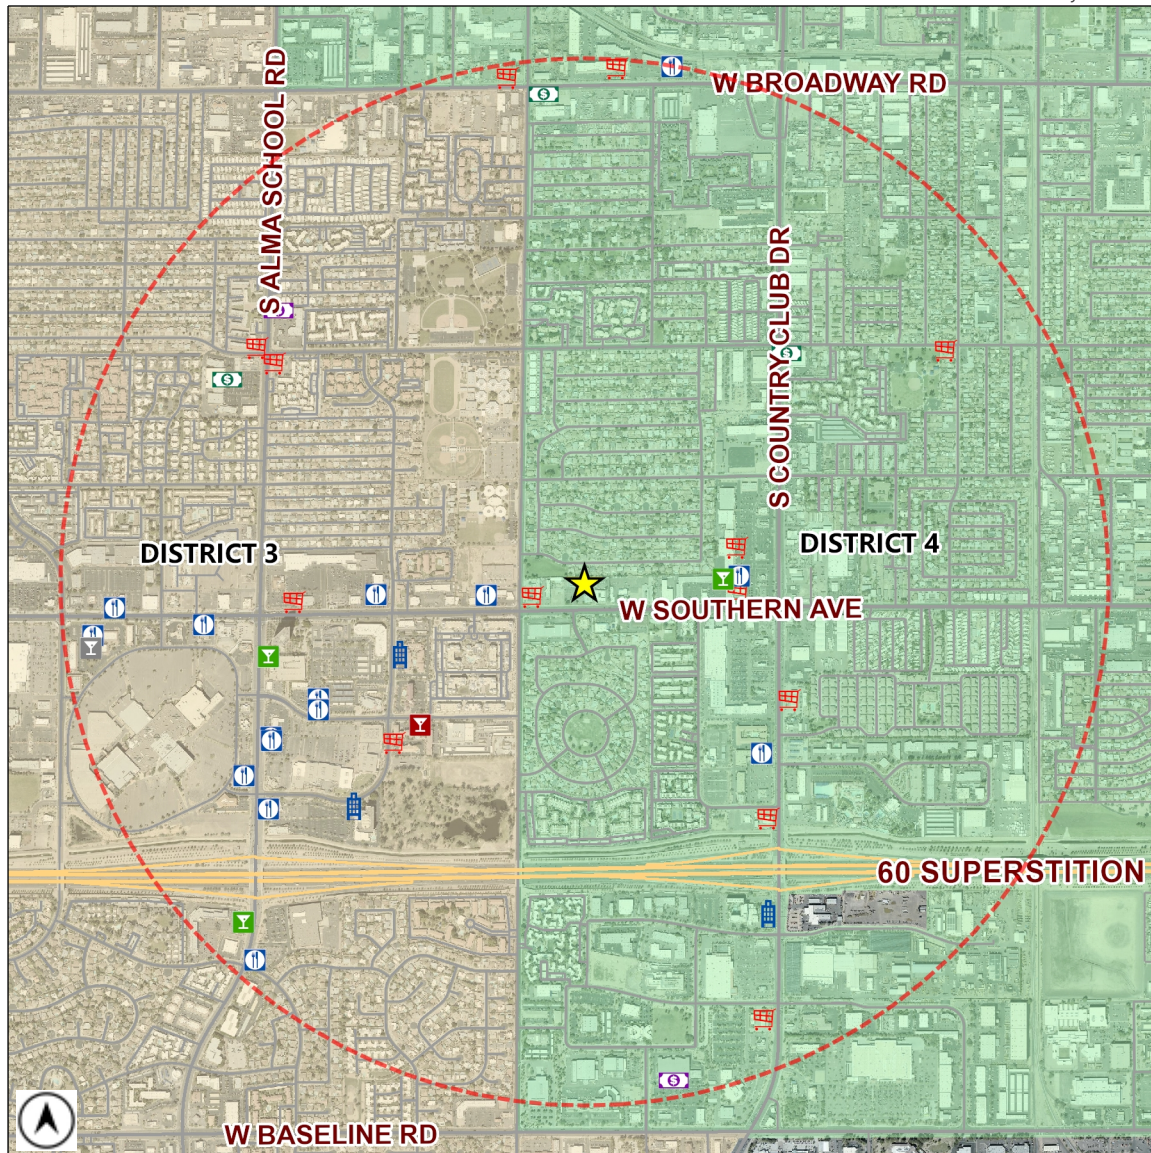 W BROADWAY RD
S ALMA SCHOOL RD
S COUNTRY CLUB DR
DISTRICT 3
DISTRICT 4
W SOUTHERN AVE
60 SUPERSTITION
W BASELINE RD